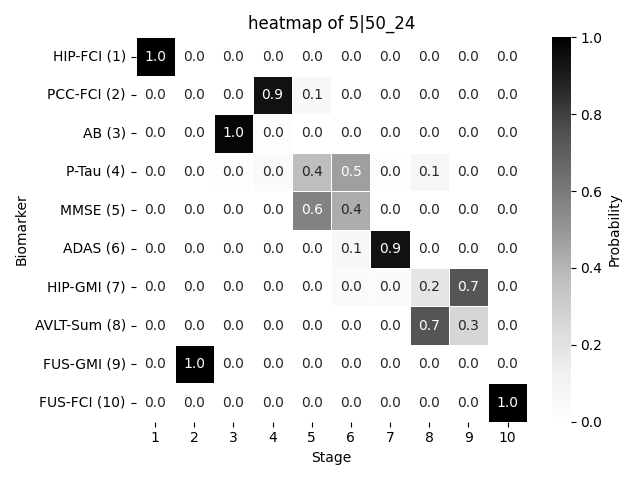 heatmap of 5|50_24
HIP-FCI (1) 1.0 0.0 0.0 0.0 0.0 0.0 0.0 0.0 0.0 0.0
PCC-FCI (2) 0.0 0.0 0.0 0.9 0.1 0.0 0.0 0.0 0.0 0.0
AB (3) 0.0 0.0 1.0 0.0 0.0 0.0 0.0 0.0 0.0 0.0
P-Tau (4) 0.0 0.0 0.0 0.0 0.4 0.5 0.0 0.1 0.0 0.0
MMSE (5) 0.0 0.0 0.0 0.0 0.6 0.4 0.0 0.0 0.0 0.0
ADAS (6) 0.0 0.0 0.0 0.0 0.0 0.1 0.9 0.0 0.0 0.0
HIP-GMI (7) 0.0 0.0 0.0 0.0 0.0 0.0 0.0 0.2 0.7 0.0
AVLT-Sum (8) 0.0 0.0 0.0 0.0 0.0 0.0 0.0 0.7 0.3 0.0
FUS-GMI (9) 0.0 1.0 0.0 0.0 0.0 0.0 0.0 0.0 0.0 0.0
FUS-FCI (10) 0.0 0.0 0.0 0.0 0.0 0.0 0.0 0.0 0.0 1.0
1 2 3 4 5 6 7 8 9 10
Stage
Biomarker
1.0
0.8
0.6
0.4
0.2
0.0
Probability